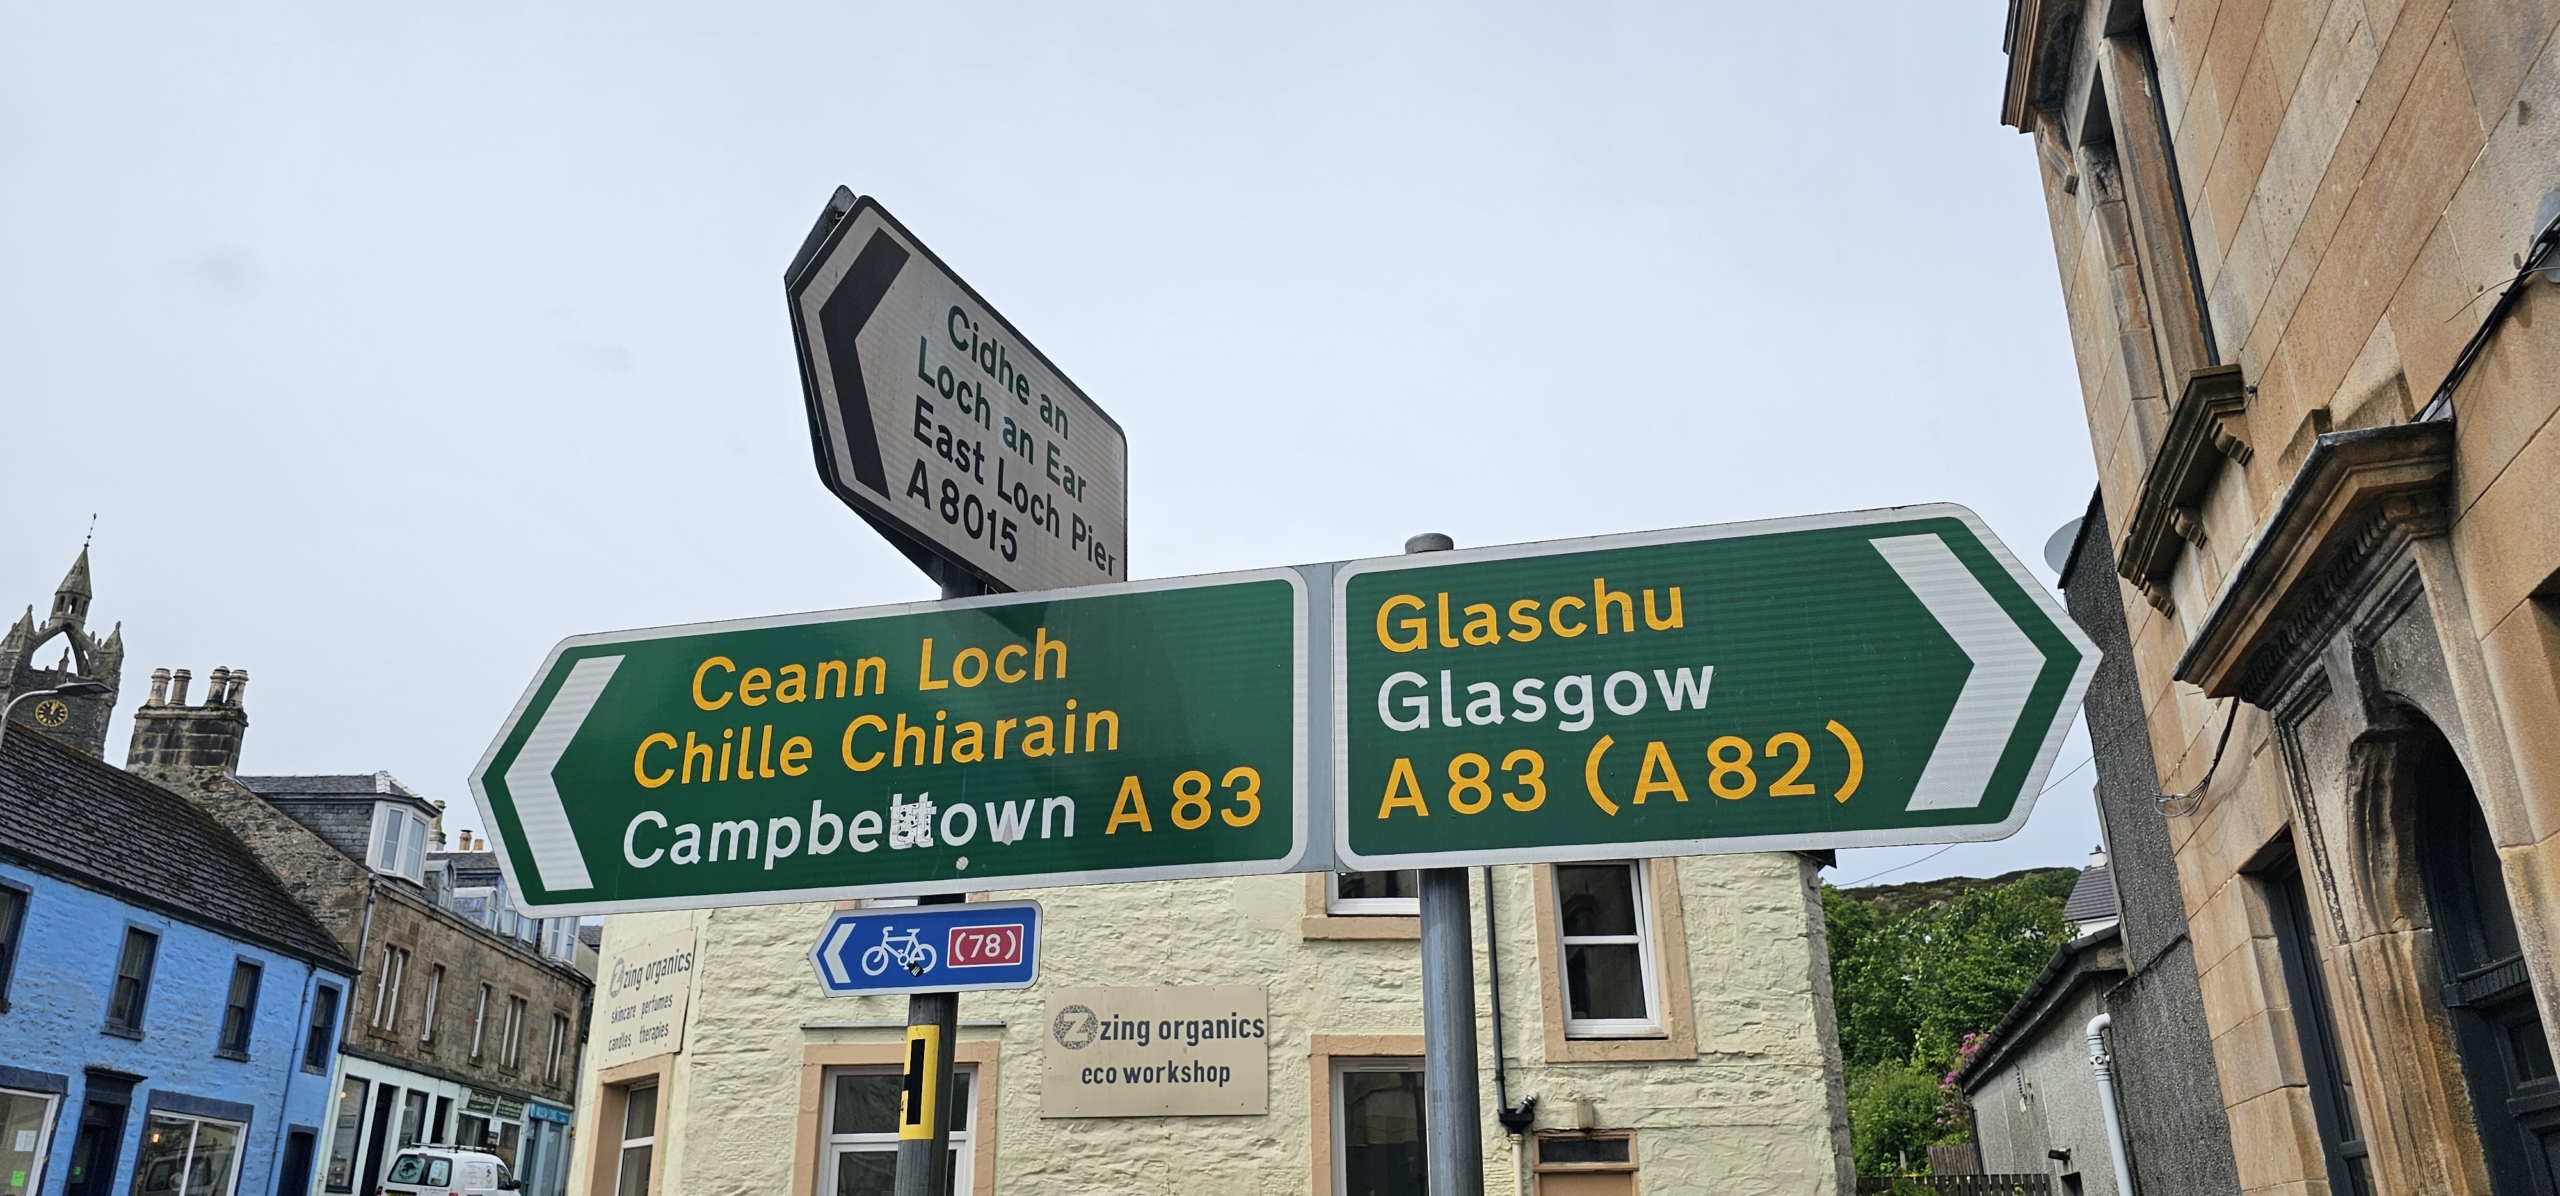 Cidhe an
Loch an Ear
East Loch Pier
A 8015
Ceann Loch
Chille Chiarain
Campbeltown A 83
Glaschu
Glasgow
A 83 (A 82)
(78)
zing organics
skincare perfumes
candles therapies
zing organics
eco workshop